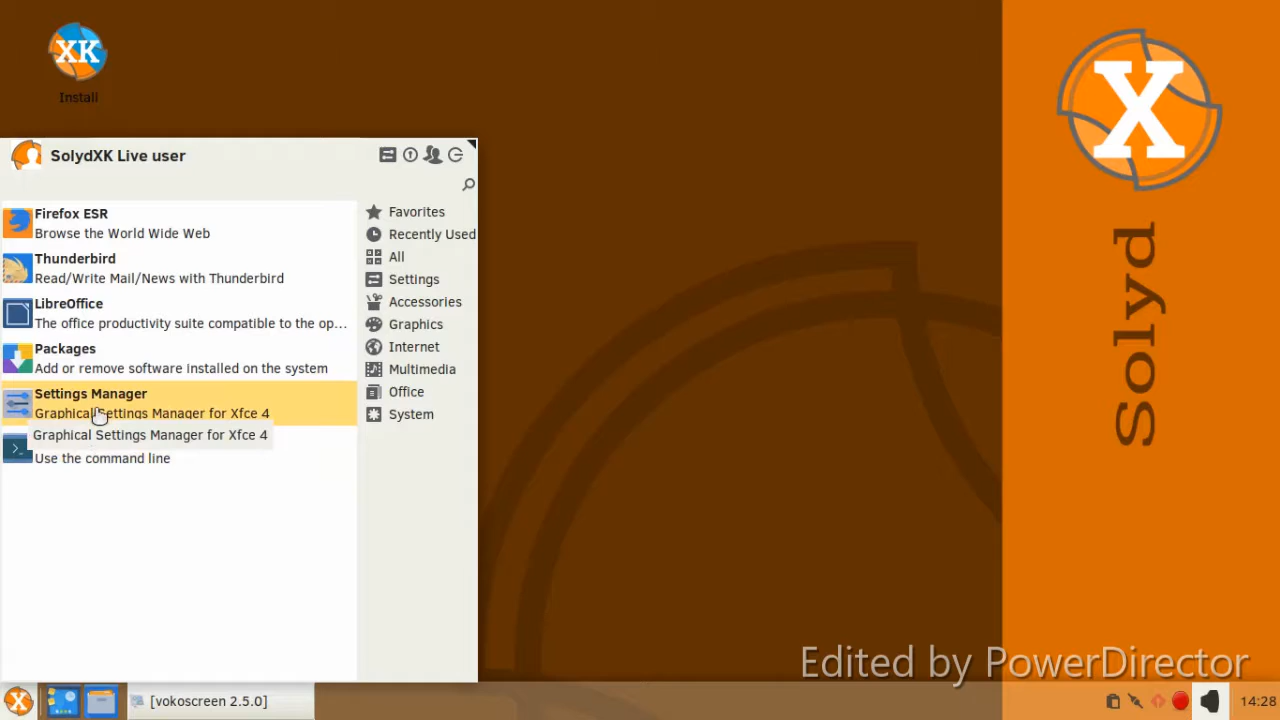 XK
Install
SolydXK Live user
Firefox ESR
Browse the World Wide Web
Thunderbird
Read/Write Mail/News with Thunderbird
LibreOffice
The office productivity suite compatible to the op...
Packages
Add or remove software installed on the system
Settings Manager
Graphical Settings Manager for Xfce 4
Graphical Settings Manager for Xfce 4
Use the command line
Favorites
Recently Used
All
Settings
Accessories
Graphics
Internet
Multimedia
Office
System
X
Solyd
Edited by PowerDirector
X
[vokoscreen 2.5.0]
14:28